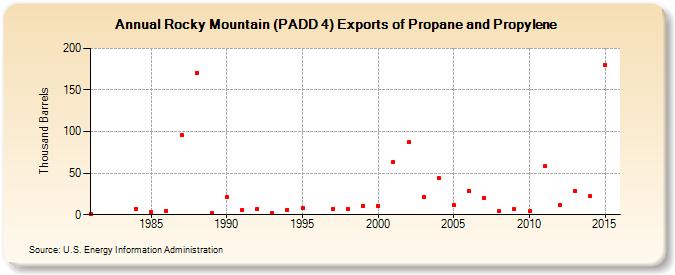 Annual Rocky Mountain (PADD 4) Exports of Propane and Propylene
Thousand Barrels
200
150
100
50
0
1985 1990 1995 2000 2005 2010 2015
Source: U.S. Energy Information Administration